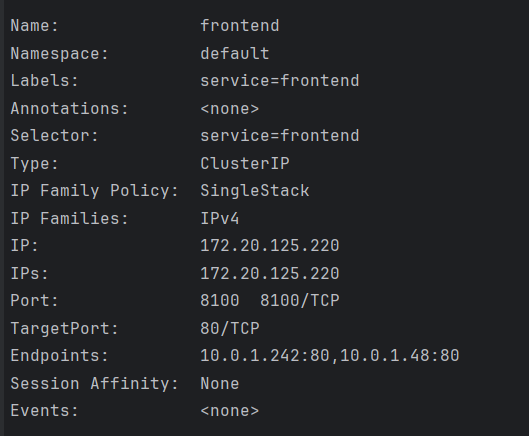 Name:              frontend
Namespace:         default
Labels:            service=frontend
Annotations:       <none>
Selector:          service=frontend
Type:              ClusterIP
IP Family Policy:  SingleStack
IP Families:       IPv4
IP:                172.20.125.220
IPs:               172.20.125.220
Port:              8100  8100/TCP
TargetPort:        80/TCP
Endpoints:         10.0.1.242:80,10.0.1.48:80
Session Affinity:  None
Events:            <none>